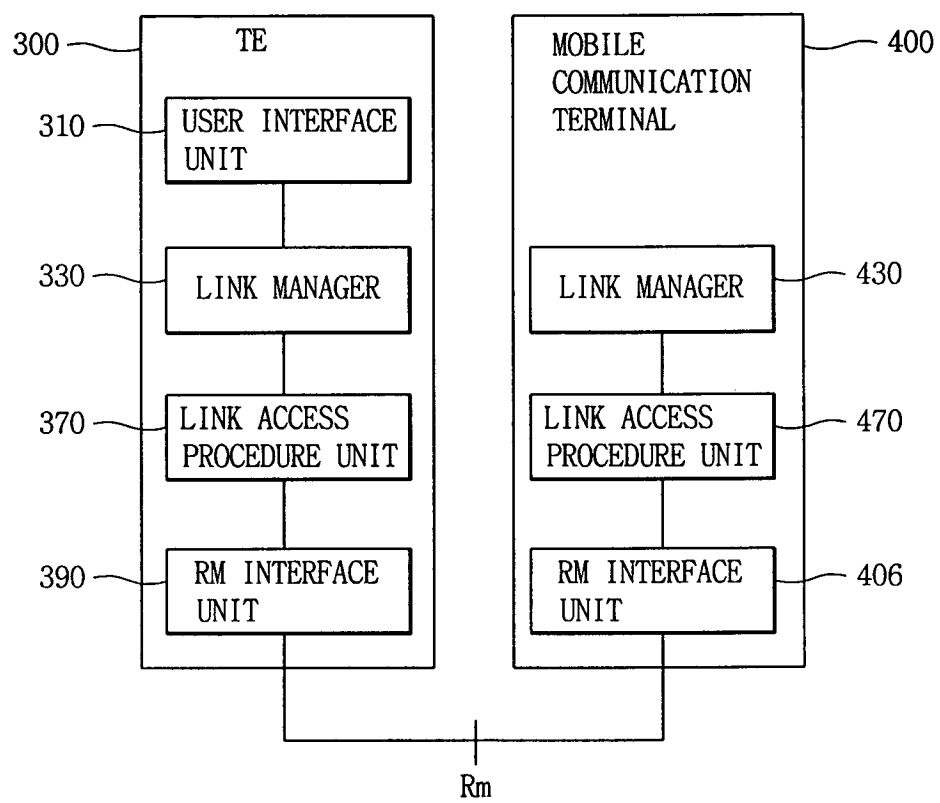 300
TE
310
USER INTERFACE
UNIT
330
LINK MANAGER
370
LINK ACCESS
PROCEDURE UNIT
390
RM INTERFACE
UNIT
MOBILE
COMMUNICATION
TERMINAL
400
LINK MANAGER
430
LINK ACCESS
PROCEDURE UNIT
470
RM INTERFACE
UNIT
406
Rm